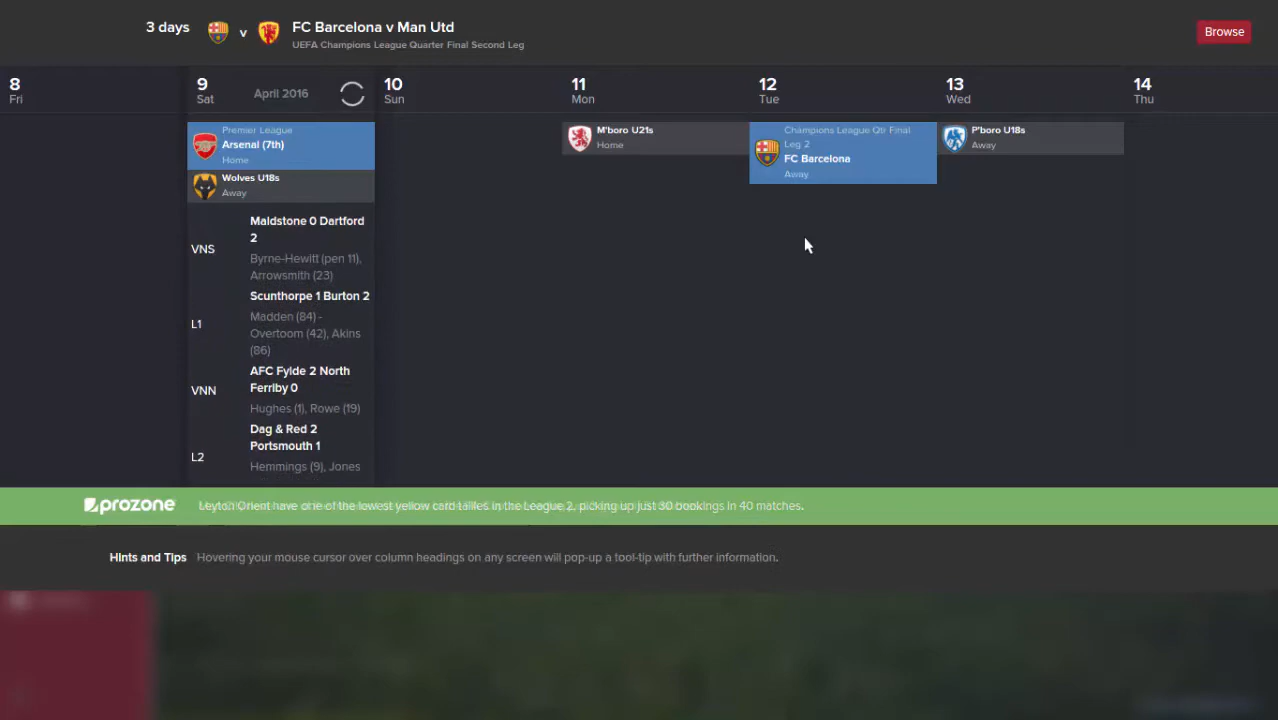 3 days
v
FC Barcelona v Man Utd
UEFA Champions League Quarter Final Second Leg
Browse
8
Fri
9
Sat
April 2016
10
Sun
11
Mon
12
Tue
13
Wed
14
Thu
Premier League
Arsenal (7th)
Home
Wolves U18s
Away
M'boro U21s
Home
Champions League Qtr Final
Leg 2
FC Barcelona
Away
P'boro U18s
Away
VNS
Maidstone 0 Dartford
2
Byrne-Hewitt (pen 11),
Arrowsmith (23)
L1
Scunthorpe 1 Burton 2
Madden (84) -
Overtoom (42), Akins
(86)
VNN
AFC Fylde 2 North
Ferriby 0
Hughes (1), Rowe (19)
L2
Dag & Red 2
Portsmouth 1
Hemmings (9), Jones
prozone
Leyton Orient have one of the lowest yellow card tallies in the League 2, picking up just 30 bookings in 40 matches.
Hints and Tips
Hovering your mouse cursor over column headings on any screen will pop-up a tool-tip with further information.